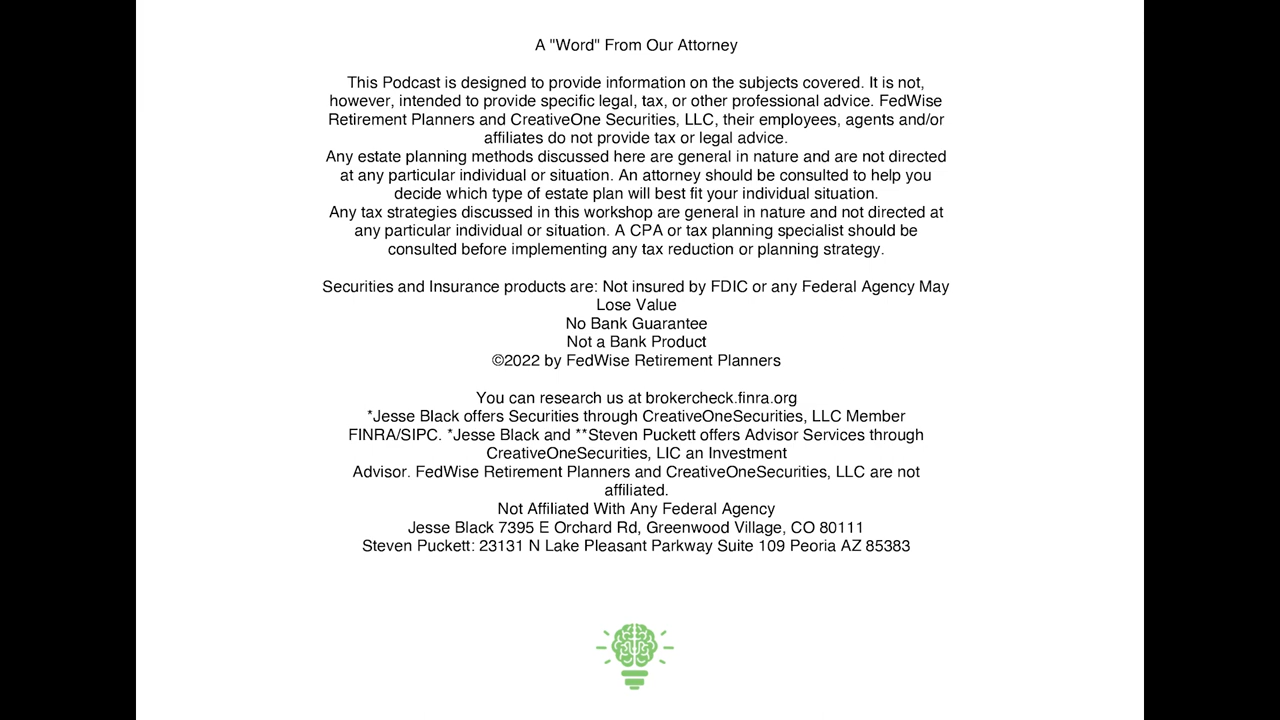 A "Word" From Our Attorney
This Podcast is designed to provide information on the subjects covered. It is not,
however, intended to provide specific legal, tax, or other professional advice. FedWise
Retirement Planners and CreativeOne Securities, LLC, their employees, agents and/or
affiliates do not provide tax or legal advice.
Any estate planning methods discussed here are general in nature and are not directed
at any particular individual or situation. An attorney should be consulted to help you
decide which type of estate plan will best fit your individual situation.
Any tax strategies discussed in this workshop are general in nature and not directed at
any particular individual or situation. A CPA or tax planning specialist should be
consulted before implementing any tax reduction or planning strategy.
Securities and Insurance products are: Not insured by FDIC or any Federal Agency May
Lose Value
No Bank Guarantee
Not a Bank Product
©2022 by FedWise Retirement Planners
You can research us at brokercheck.finra.org
*Jesse Black offers Securities through CreativeOneSecurities, LLC Member
FINRA/SIPC. *Jesse Black and **Steven Puckett offers Advisor Services through
CreativeOneSecurities, LIC an Investment
Advisor. FedWise Retirement Planners and CreativeOneSecurities, LLC are not
affiliated.
Not Affiliated With Any Federal Agency
Jesse Black 7395 E Orchard Rd, Greenwood Village, CO 80111
Steven Puckett: 23131 N Lake Pleasant Parkway Suite 109 Peoria AZ 85383